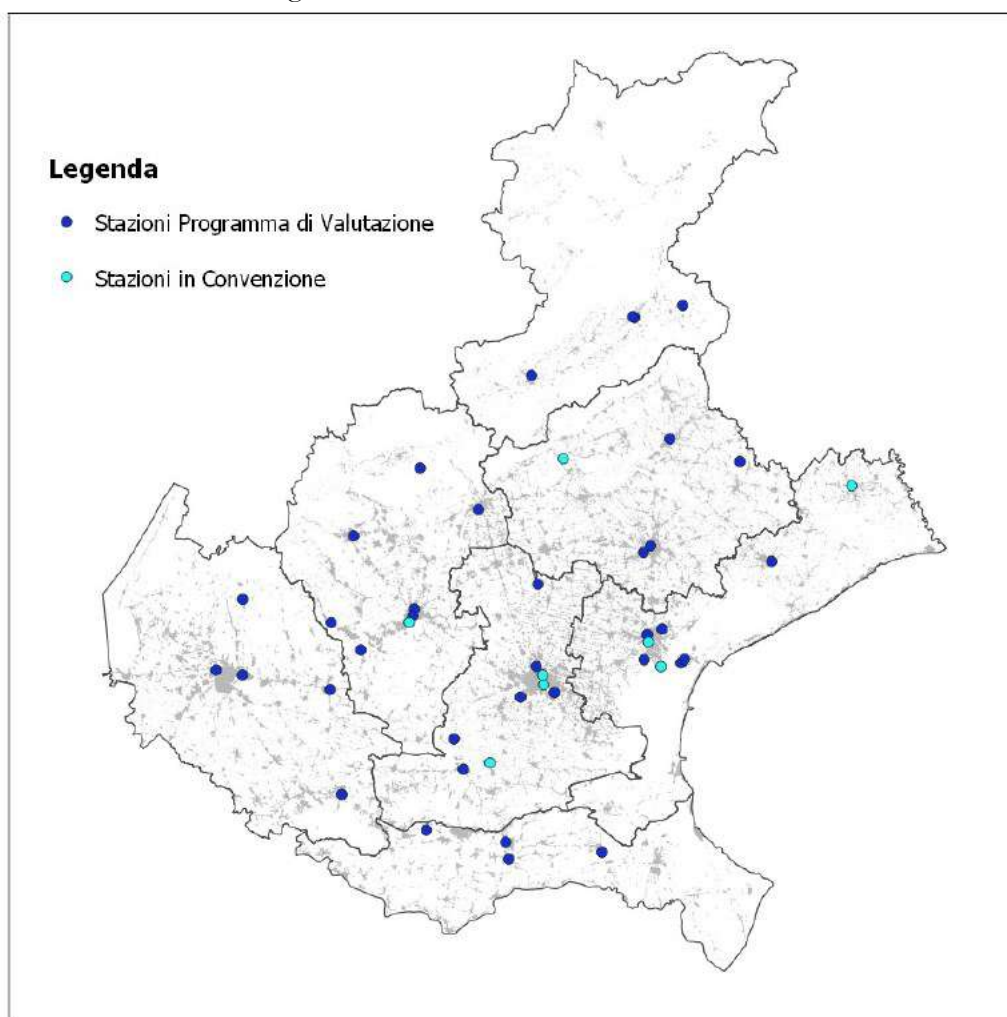 Legenda
Stazioni Programma di Valutazione
Stazioni in Convenzione